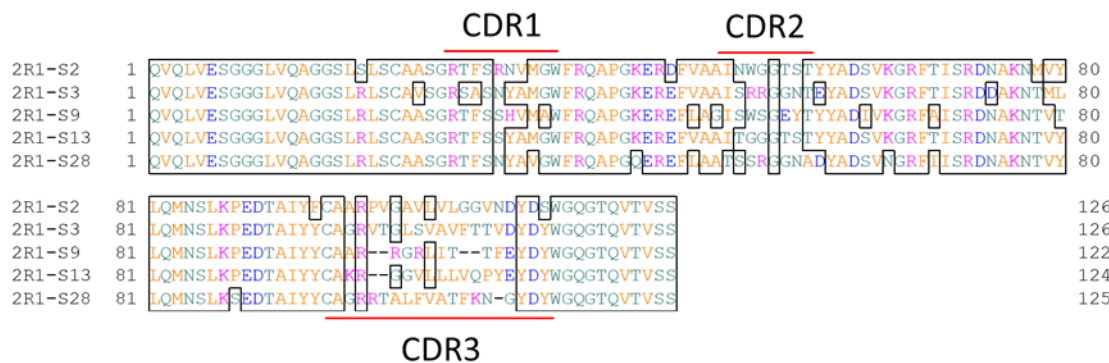 CDR1 CDR2
2R1-S2 1 QVQLVESGGGLVQAGGSLSLSCAASGRTFSRNVMGWFRQAPGKERDFVAAINWGGTSTYYADSVKGRFTISRDNAKNMVY 80
2R1-S3 1 QVQLVESGGGLVQAGGSLRLSCAVSGRSASNYAMGWFRQAPGKEREFVAAISRRGGNTEYADSVKGRFTISRDDAKNTML 80
2R1-S9 1 QVQLVESGGGLVQAGGSLRLSCAASGRTFSSHVMAWFRQAPGKEREFLAGISWSGEYTYYADIVKGRFAISRDNAKNTVT 80
2R1-S13 1 QVQLVESGGGLVQAGGSLRLSCAASGRTFSSYAMGWFRQAPGKEREFVAAITGGGTSTYYADSVKGRFTISRDNAKNTVY 80
2R1-S28 1 QVQLVESGGGLVQAGGSLRLSCAASGRTFSNYAVGWFRQAPGQEREFLAATSSRGGNADYADSVNGRFIISRDNAKNTVY 80
2R1-S2 81 LQMNSLKPEDTAIYFCAARPVGAVLVLGGVNDYDSWGQGTQVTVSS 126
2R1-S3 81 LQMNSLKPEDTAIYYCAGRVTGLSVAVFTTVDYDYWGQGTQVTVSS 126
2R1-S9 81 LQMNSLKPEDTAIYYCAAR--RGRLIT--TFEYDYWGQGTQVTVSS 122
2R1-S13 81 LQMNSLKPEDTAIYYCAKR--GGVLLLVQPYEYDYWGQGTQVTVSS 124
2R1-S28 81 LQMNSLKSEDTAIYYCAGRRTALFVATFKN-GYDYWGQGTQVTVSS 125
CDR3